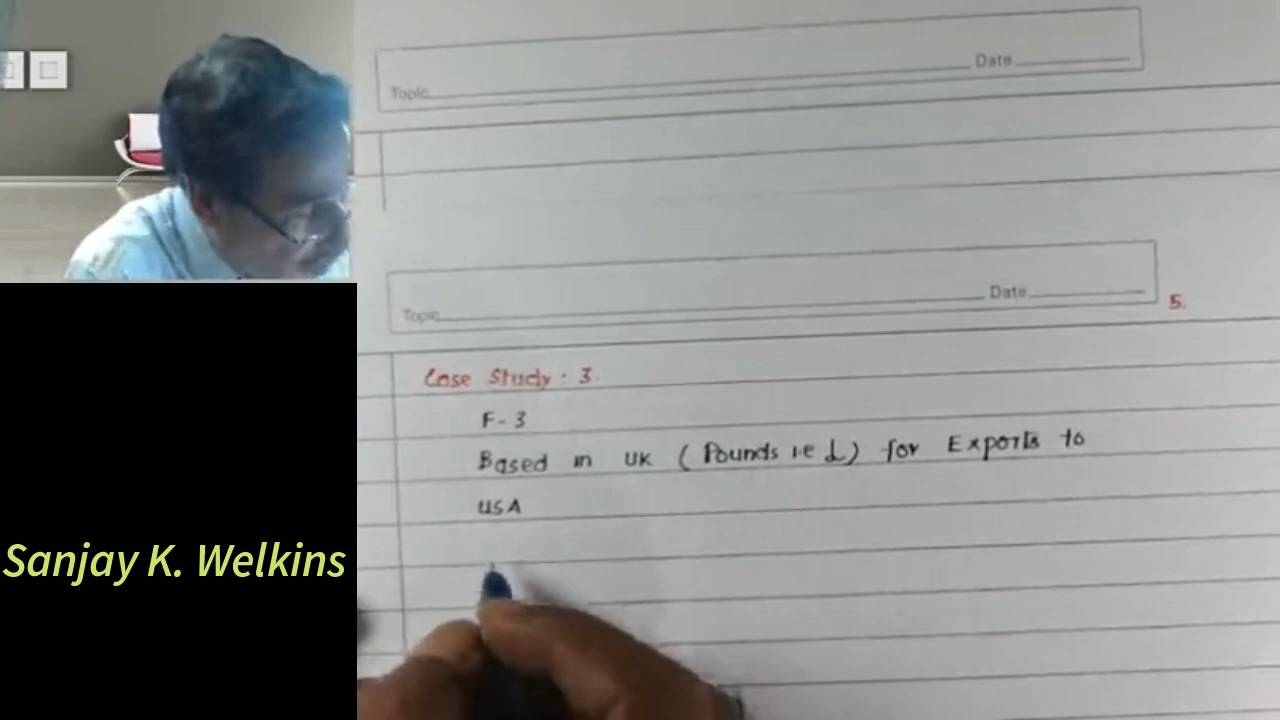 Date
Topic
Date
Topic
5.
Case Study : 3.
F - 3
Based in UK ( Pounds i.e £) for Exports to
USA
Sanjay K. Welkins